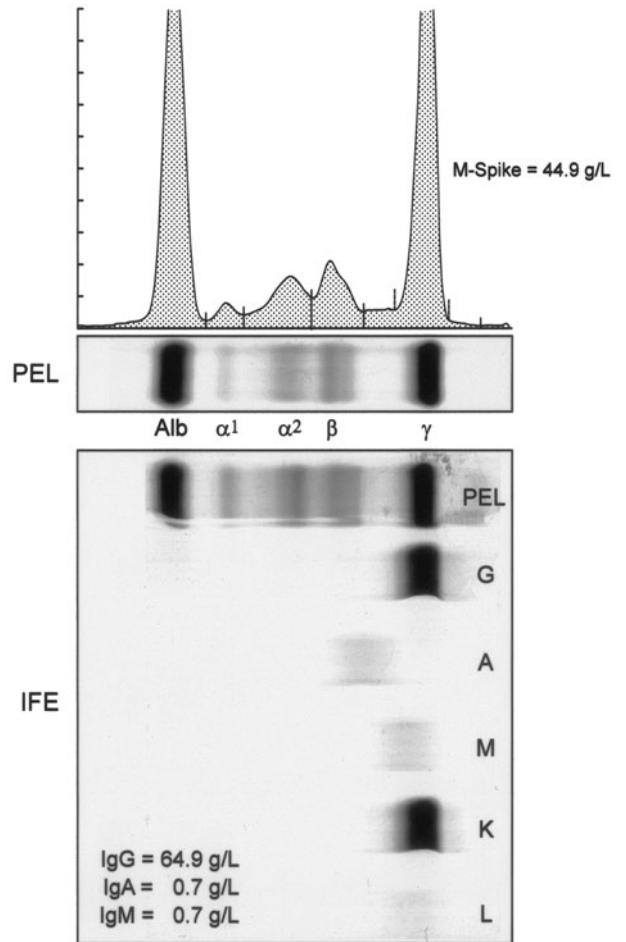 M-Spike = 44.9 g/L
PEL
Alb α1 α2 β γ
PEL
G
A
IFE
M
K
IgG = 64.9 g/L
IgA = 0.7 g/L
IgM = 0.7 g/L
L